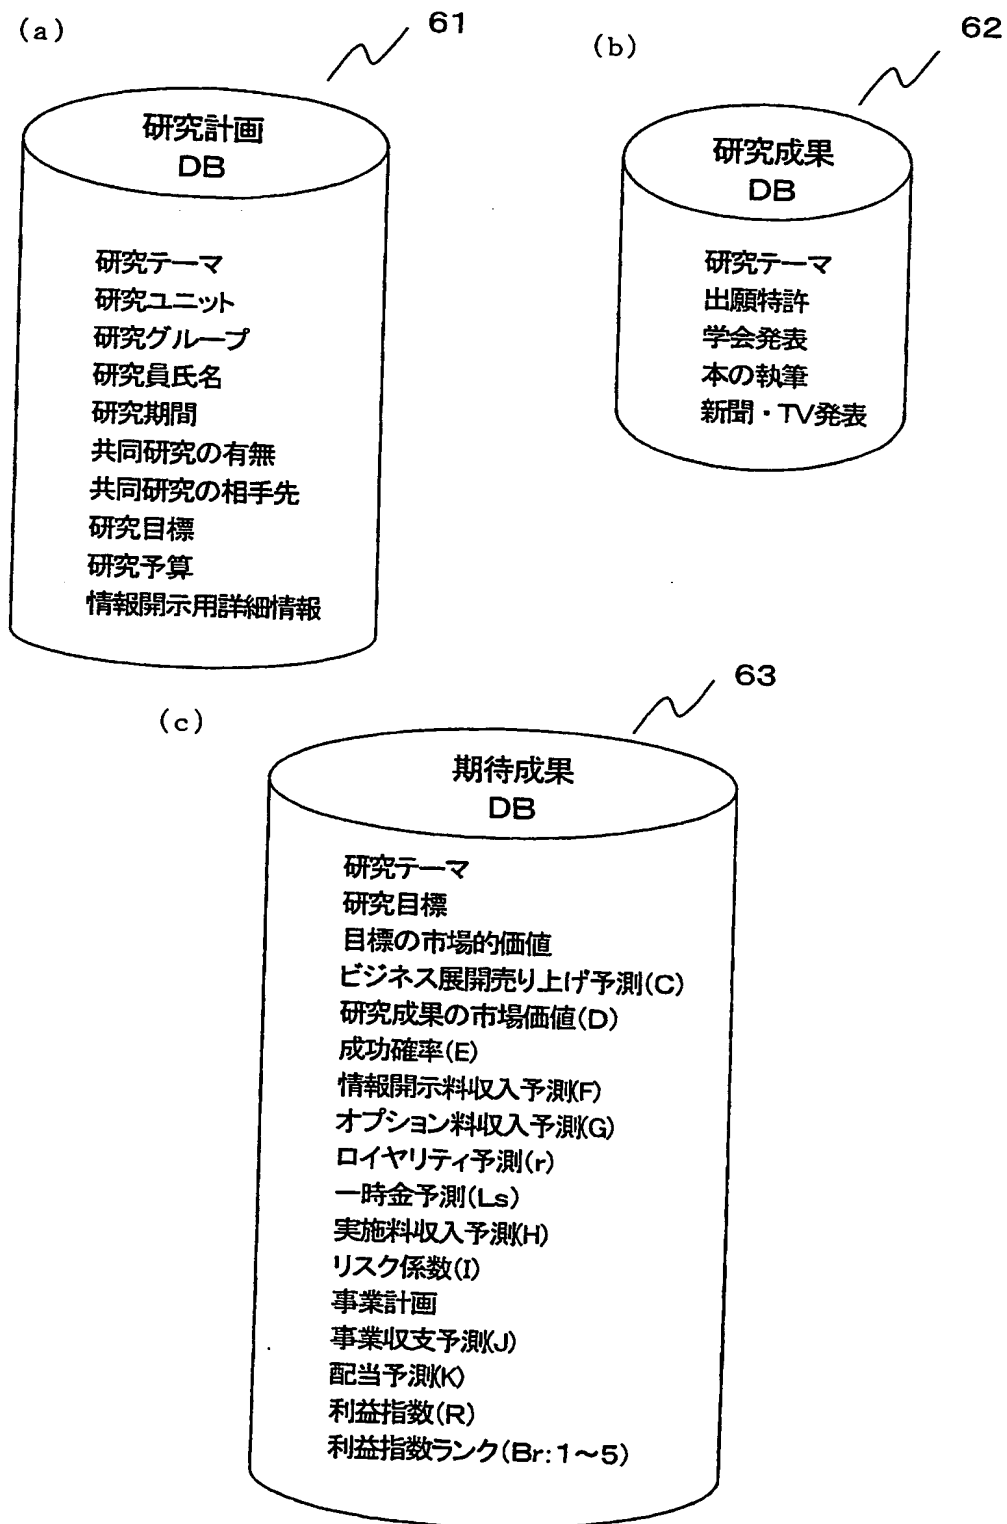 (a)
61
研究計画
DB
研究テーマ
研究ユニット
研究グループ
研究員氏名
研究期間
共同研究の有無
共同研究の相手先
研究目標
研究予算
情報開示用詳細情報
(b)
62
研究成果
DB
研究テーマ
出願特許
学会発表
本の執筆
新聞・TV発表
(c)
63
期待成果
DB
研究テーマ
研究目標
目標の市場的価値
ビジネス展開売り上げ予測(C)
研究成果の市場価値(D)
成功確率(E)
情報開示料収入予測(F)
オプション料収入予測(G)
ロイヤリティ予測(r)
一時金予測(Ls)
実施料収入予測(H)
リスク係数(I)
事業計画
事業収支予測(J)
配当予測(K)
利益指数(R)
利益指数ランク(Br:1~5)